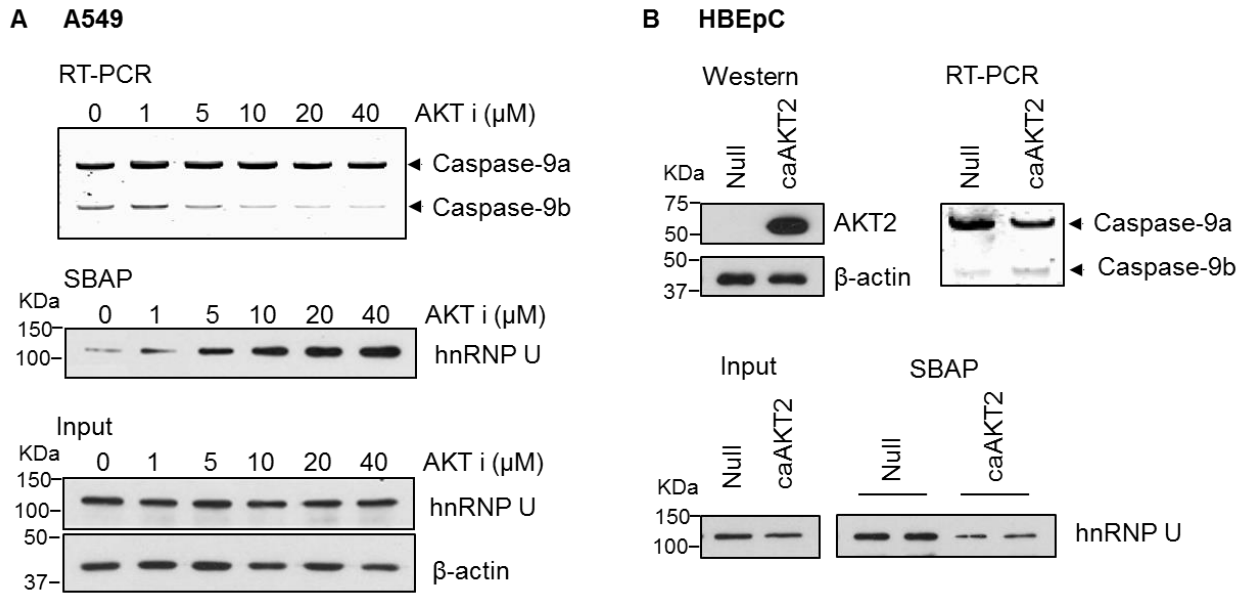 A A549
RT-PCR
0 1 5 10 20 40 AKT i (µM)
Caspase-9a
Caspase-9b
SBAP
KDa
0 1 5 10 20 40 AKT i (µM)
150
100
hnRNP U
Input
KDa
0 1 5 10 20 40 AKT i (µM)
150
100
hnRNP U
50
37
β-actin
B HBEpC
Western
Null
caAKT2
KDa
75
50
AKT2
50
37
β-actin
RT-PCR
Null
caAKT2
Caspase-9a
Caspase-9b
Input
Null
caAKT2
KDa
150
100
SBAP
Null
caAKT2
hnRNP U